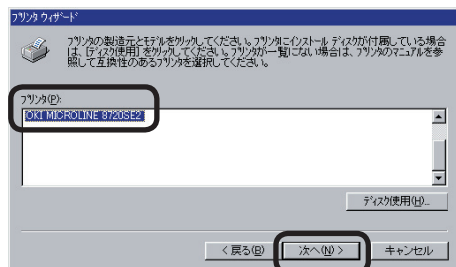 プリンタ ウィザード
プリンタの製造元とモデルをクリックしてください。プリンタにインストール ディスクが付属している場合
は、[ディスク使用] をクリックしてください。プリンタが一覧にない場合は、プリンタのマニュアルを参
照して互換性のあるプリンタを選択してください。
プリンタ(P):
OKI MICROLINE 8720SE2
ディスク使用(H)...
< 戻る(B)
次へ(N) >
キャンセル